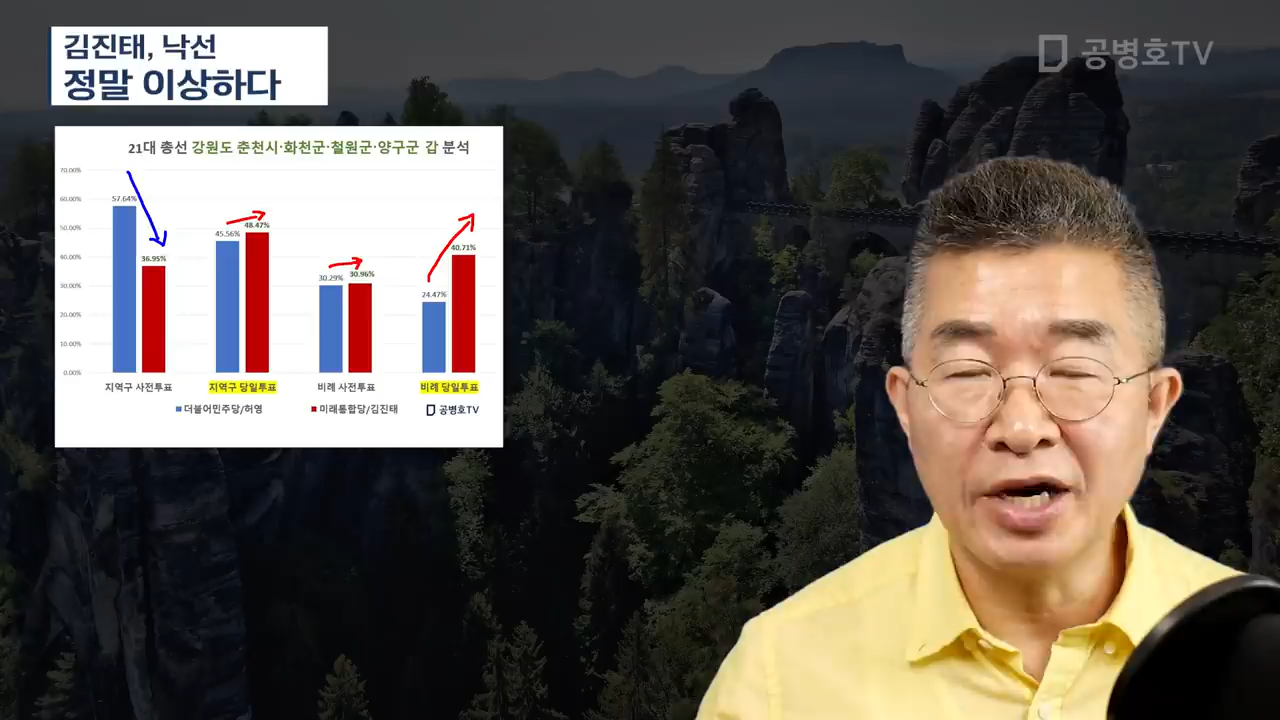 김진태, 낙선
정말 이상하다
공병호TV
21대 총선 강원도 춘천시·화천군·철원군·양구군 갑 분석
70.00%
60.00%
50.00%
40.00%
30.00%
20.00%
10.00%
0.00%
57.64%
36.95%
45.56%
48.47%
30.29%
30.96%
24.47%
40.71%
지역구 사전투표
지역구 당일투표
비례 사전투표
비례 당일투표
더불어민주당/허영
미래통합당/김진태
공병호TV